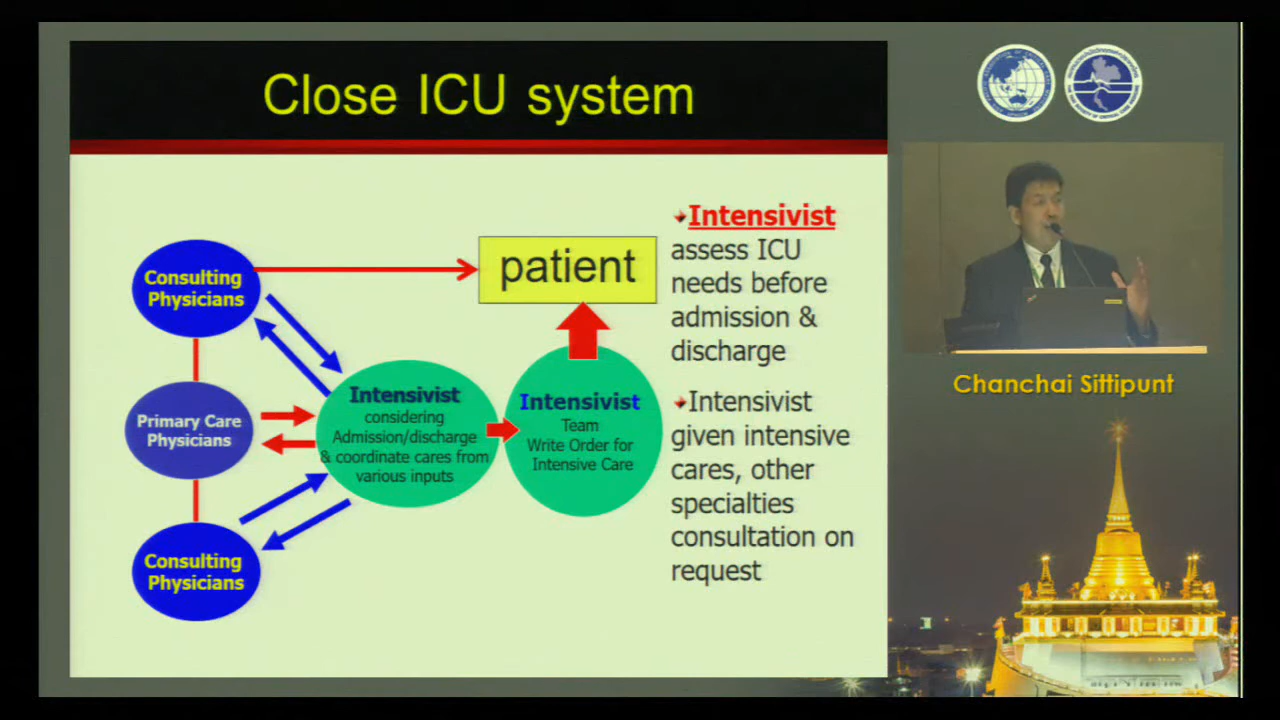 Close ICU system
Consulting
Physicians
Primary Care
Physicians
Consulting
Physicians
Intensivist
considering
Admission/discharge
& coordinate cares from
various inputs
Intensivist
Team
Write Order for
Intensive Care
patient
Intensivist
assess ICU
needs before
admission &
discharge
Intensivist
given intensive
cares, other
specialties
consultation on
request
Chanchai Sittipunt